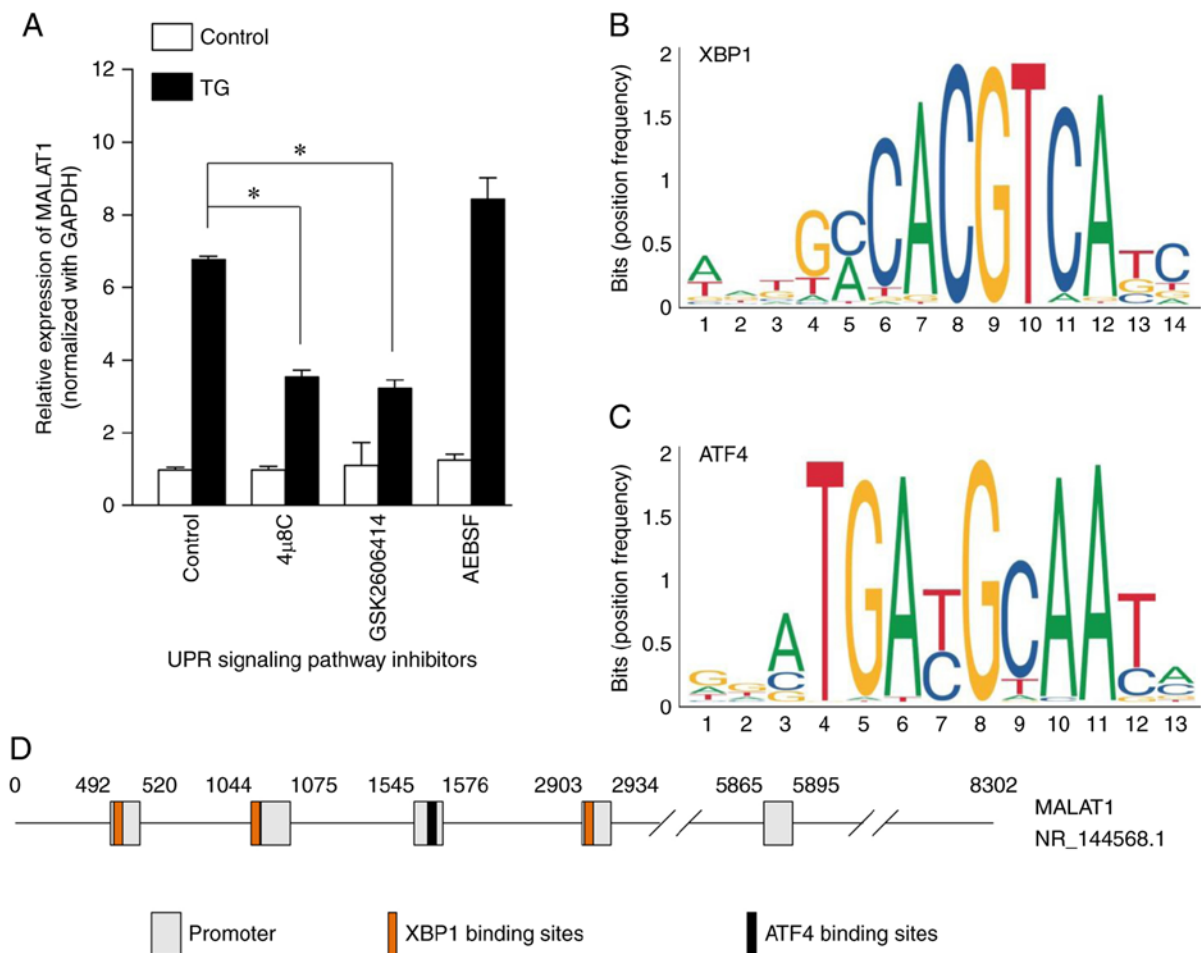 A
Control
TG
Relative expression of MALAT1
(normalized with GAPDH)
12
10
8
6
4
2
0
*
*
Control
4µ8C
GSK2606414
AEBSF
UPR signaling pathway inhibitors
B
XBP1
Bits (position frequency)
2
1.5
1
0.5
0
1 2 3 4 5 6 7 8 9 10 11 12 13 14
C
ATF4
Bits (position frequency)
2
1.5
1
0.5
0
1 2 3 4 5 6 7 8 9 10 11 12 13
D
0 492 520 1044 1075 1545 1576 2903 2934 5865 5895 8302
MALAT1
NR_144568.1
Promoter
XBP1 binding sites
ATF4 binding sites